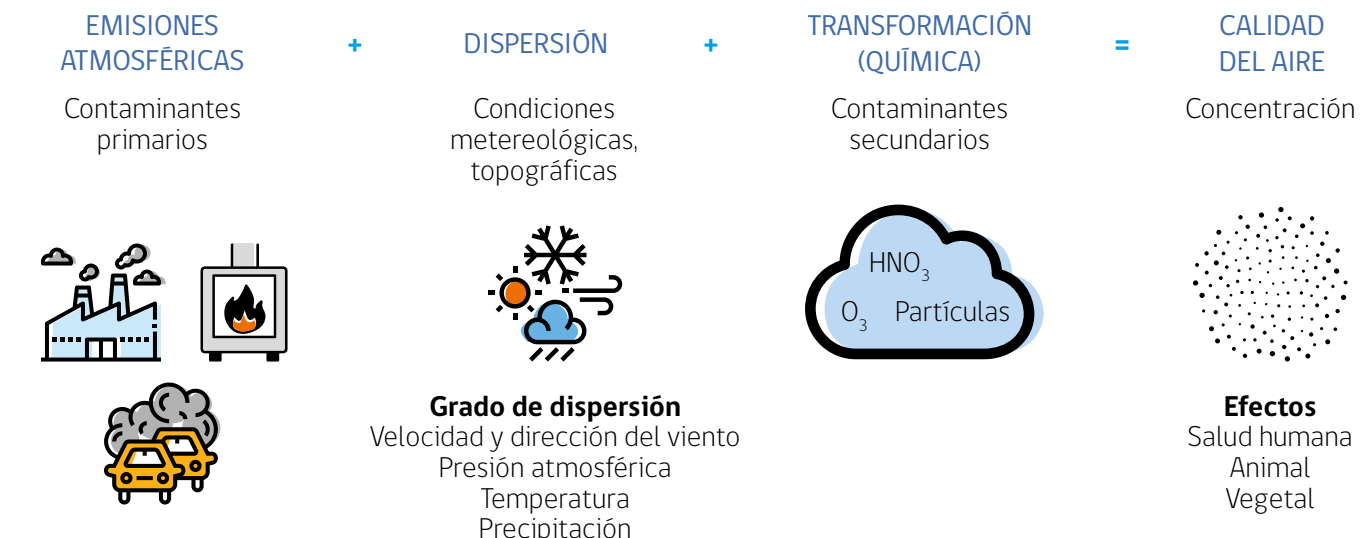 EMISIONES
ATMOSFÉRICAS
Contaminantes
primarios
+
DISPERSIÓN
Condiciones
metereológicas,
topográficas
Grado de dispersión
Velocidad y dirección del viento
Presión atmosférica
Temperatura
Precipitación
+
TRANSFORMACIÓN
(QUÍMICA)
Contaminantes
secundarios
HNO₃
O₃ Partículas
=
CALIDAD
DEL AIRE
Concentración
Efectos
Salud humana
Animal
Vegetal